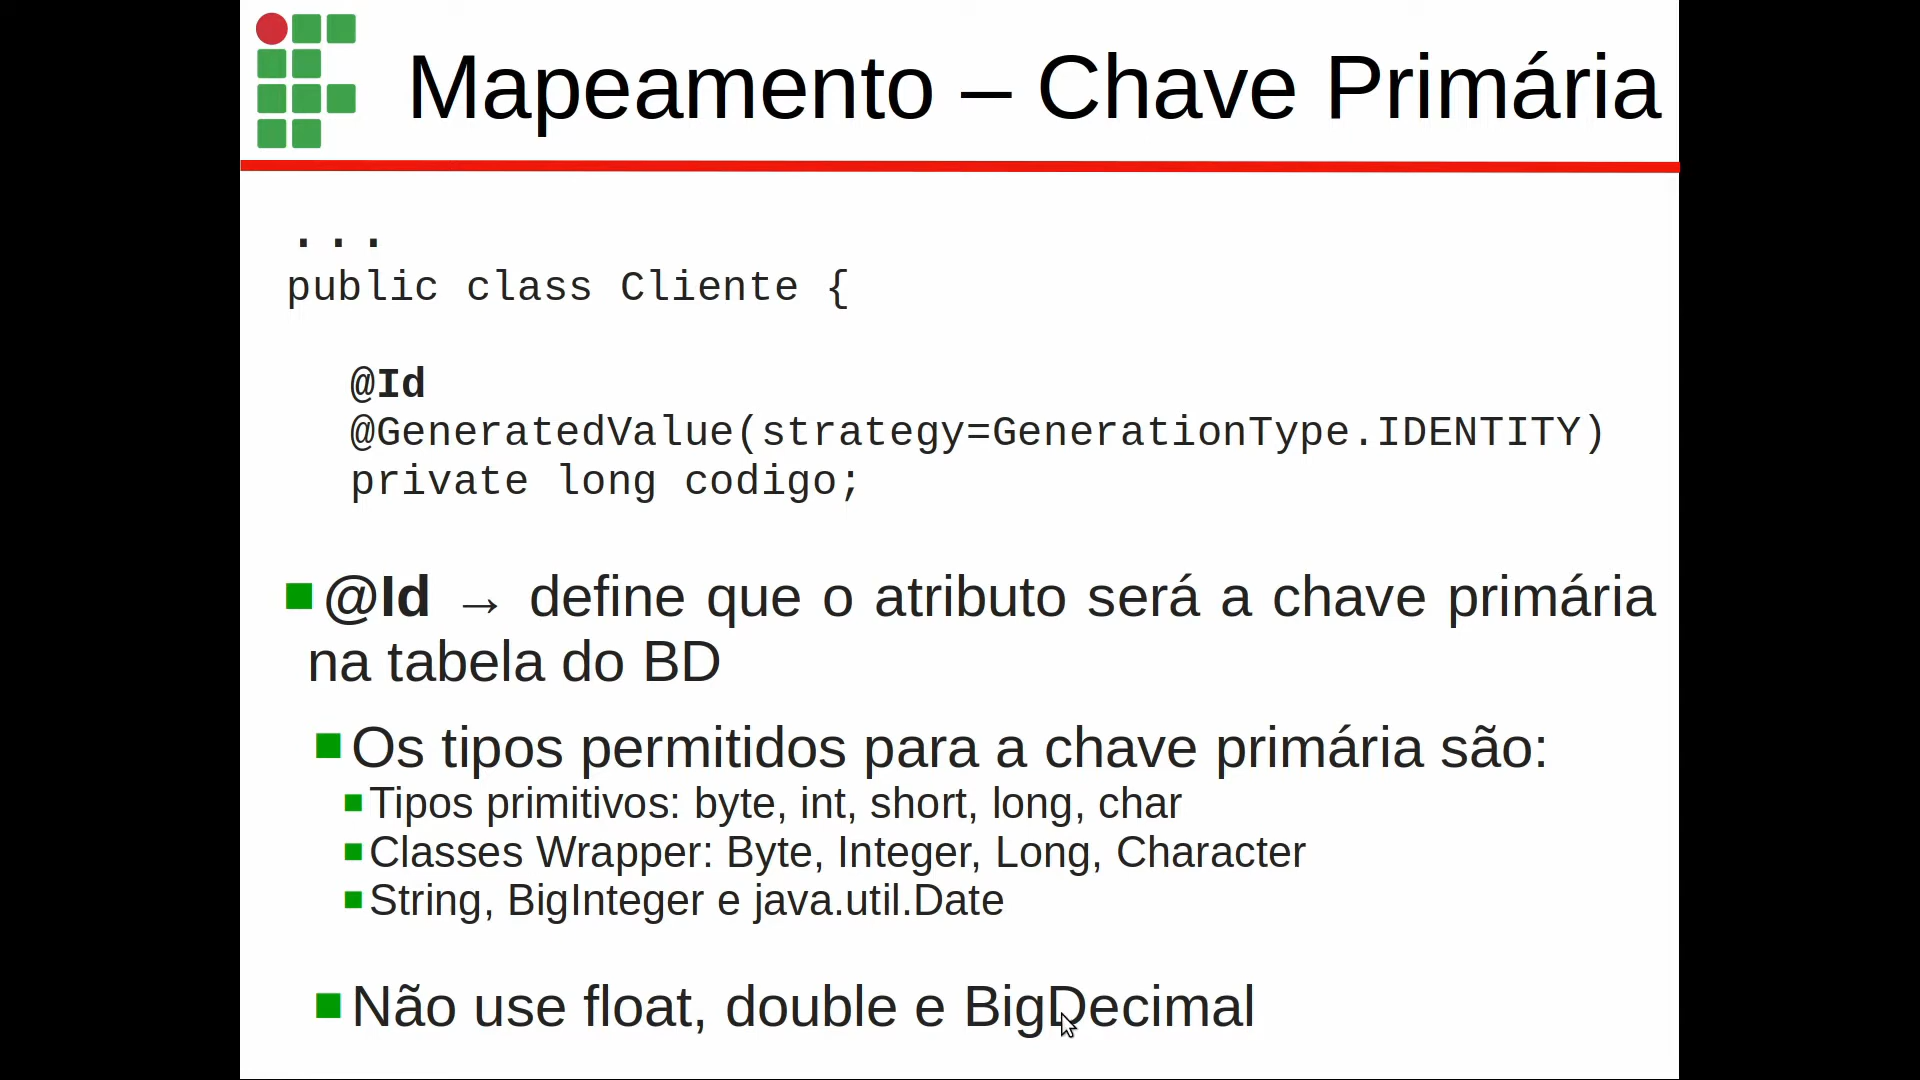 Mapeamento – Chave Primária
...
public class Cliente {
@Id
@GeneratedValue(strategy=GenerationType.IDENTITY)
private long codigo;
@Id → define que o atributo será a chave primária
na tabela do BD
Os tipos permitidos para a chave primária são:
Tipos primitivos: byte, int, short, long, char
Classes Wrapper: Byte, Integer, Long, Character
String, BigInteger e java.util.Date
Não use float, double e BigDecimal